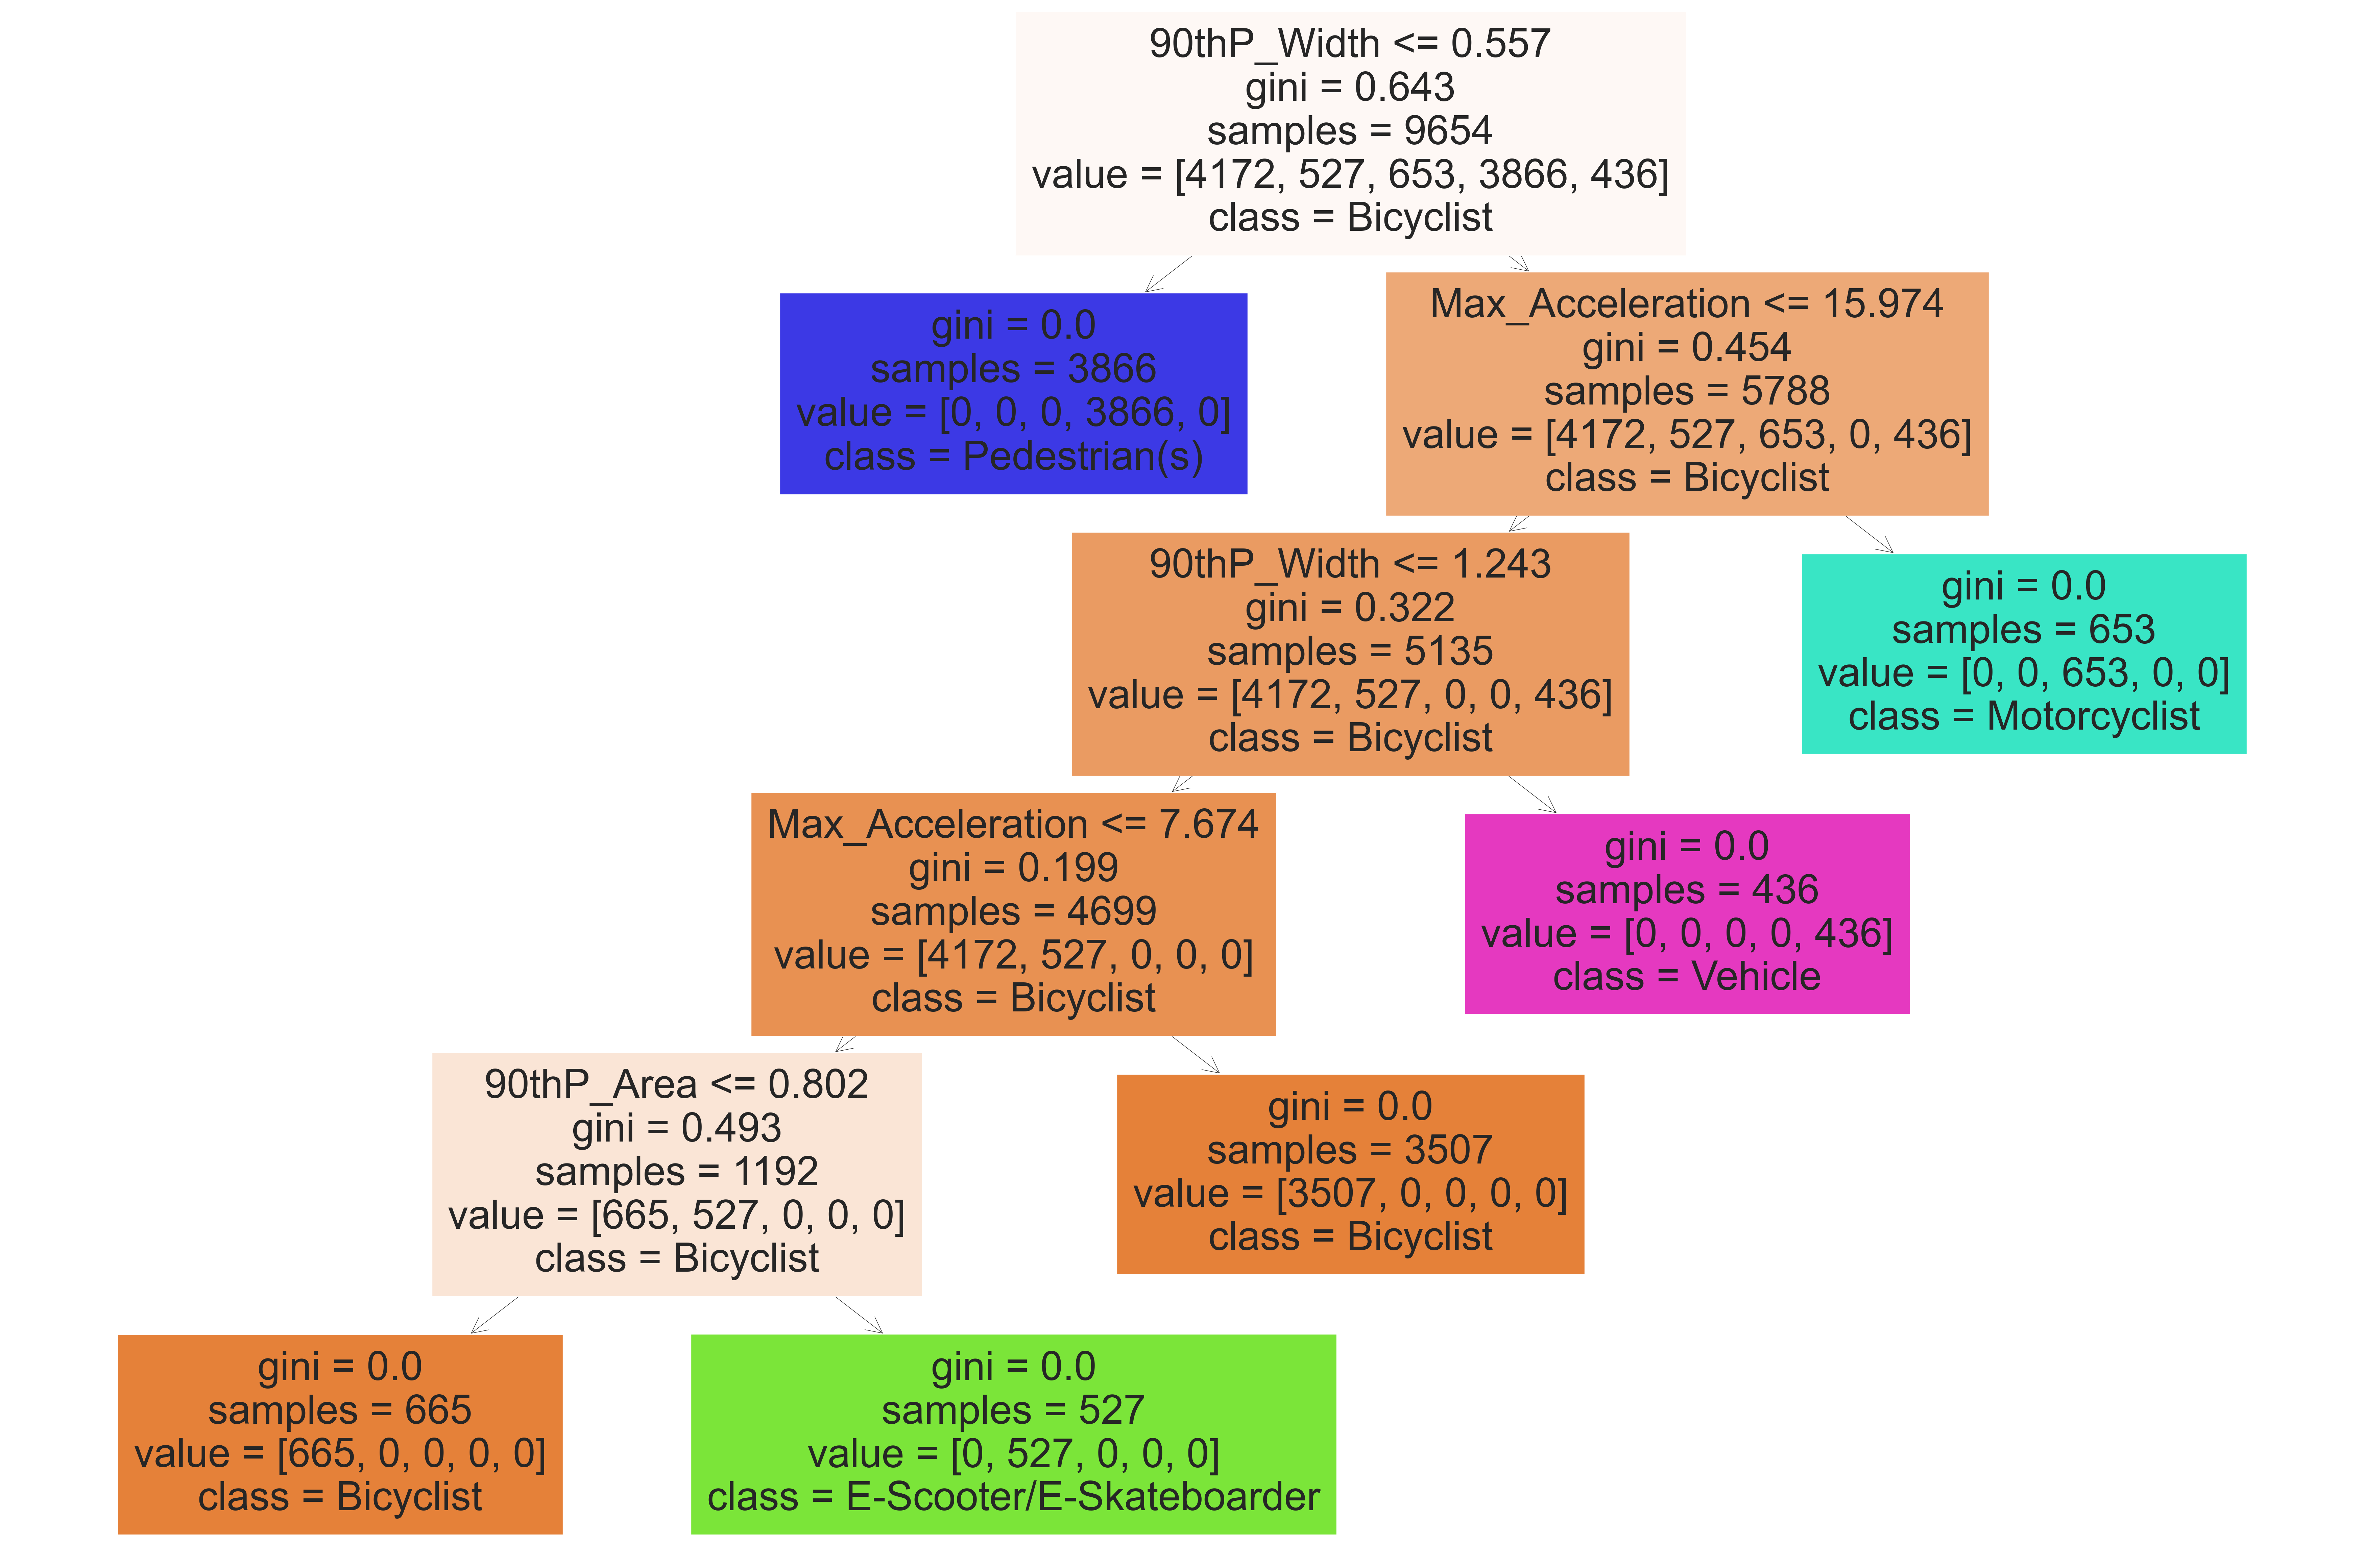 90thP_Width <= 0.557
gini = 0.643
samples = 9654
value = [4172, 527, 653, 3866, 436]
class = Bicyclist
gini = 0.0
samples = 3866
value = [0, 0, 0, 3866, 0]
class = Pedestrian(s)
Max_Acceleration <= 15.974
gini = 0.454
samples = 5788
value = [4172, 527, 653, 0, 436]
class = Bicyclist
90thP_Width <= 1.243
gini = 0.322
samples = 5135
value = [4172, 527, 0, 0, 436]
class = Bicyclist
gini = 0.0
samples = 653
value = [0, 0, 653, 0, 0]
class = Motorcyclist
Max_Acceleration <= 7.674
gini = 0.199
samples = 4699
value = [4172, 527, 0, 0, 0]
class = Bicyclist
gini = 0.0
samples = 436
value = [0, 0, 0, 0, 436]
class = Vehicle
90thP_Area <= 0.802
gini = 0.493
samples = 1192
value = [665, 527, 0, 0, 0]
class = Bicyclist
gini = 0.0
samples = 3507
value = [3507, 0, 0, 0, 0]
class = Bicyclist
gini = 0.0
samples = 665
value = [665, 0, 0, 0, 0]
class = Bicyclist
gini = 0.0
samples = 527
value = [0, 527, 0, 0, 0]
class = E-Scooter/E-Skateboarder